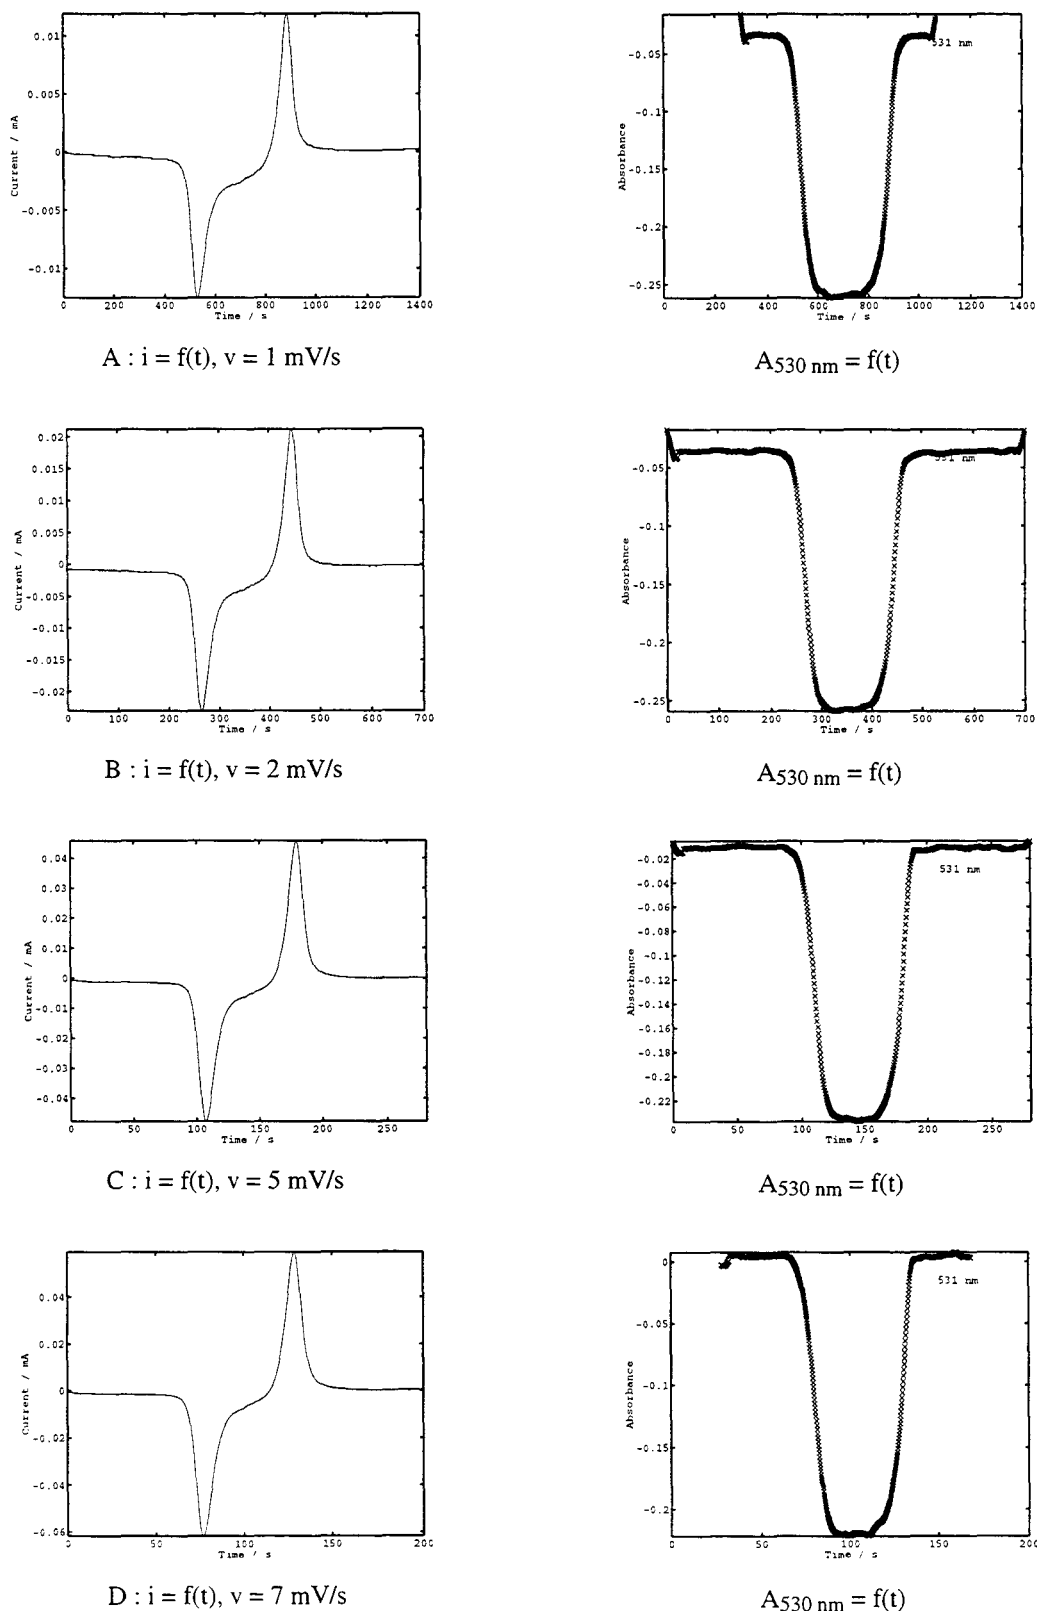 0.01
0.005
0
-0.005
-0.01
Current / mA
0 200 400 600 800 1000 1200 1400
Time / s
-0.05
-0.1
-0.15
-0.2
-0.25
Absorbance
531 nm
0 200 400 600 800 1000 1200 1400
Time / s
A : i = f(t), v = 1 mV/s
A530 nm = f(t)
0.02
0.015
0.01
0.005
0
-0.005
-0.01
-0.015
-0.02
Current / mA
0 100 200 300 400 500 600 700
Time / s
-0.05
-0.1
-0.15
-0.2
-0.25
Absorbance
531 nm
0 100 200 300 400 500 600 700
Time / s
B : i = f(t), v = 2 mV/s
A530 nm = f(t)
0.04
0.03
0.02
0.01
0
-0.01
-0.02
-0.03
-0.04
Current / mA
0 50 100 150 200 250
Time / s
-0.02
-0.04
-0.06
-0.08
-0.1
-0.12
-0.14
-0.16
-0.18
-0.2
-0.22
Absorbance
531 nm
0 50 100 150 200 250
Time / s
C : i = f(t), v = 5 mV/s
A530 nm = f(t)
0.04
0.02
0
-0.02
-0.04
-0.06
Current / mA
0 50 100 150 200
Time / s
0
-0.05
-0.1
-0.15
-0.2
Absorbance
531 nm
0 50 100 150 200
Time / s
D : i = f(t), v = 7 mV/s
A530 nm = f(t)